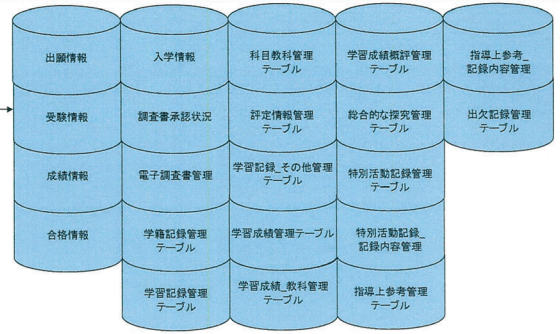 出願情報
受験情報
成績情報
合格情報
入学情報
調査書承認状況
電子調査書管理
学籍記録管理
テーブル
学習記録管理
テーブル
科目教科管理
テーブル
評定情報管理
テーブル
学習記録_その他管理
テーブル
学習成績管理テーブル
学習成績_教科管理
テーブル
学習成績概評管理
テーブル
総合的な探究管理
テーブル
特別活動記録管理
テーブル
特別活動記録_
記録内容管理
指導上参考管理
テーブル
指導上参考_
記録内容管理
出欠記録管理
テーブル